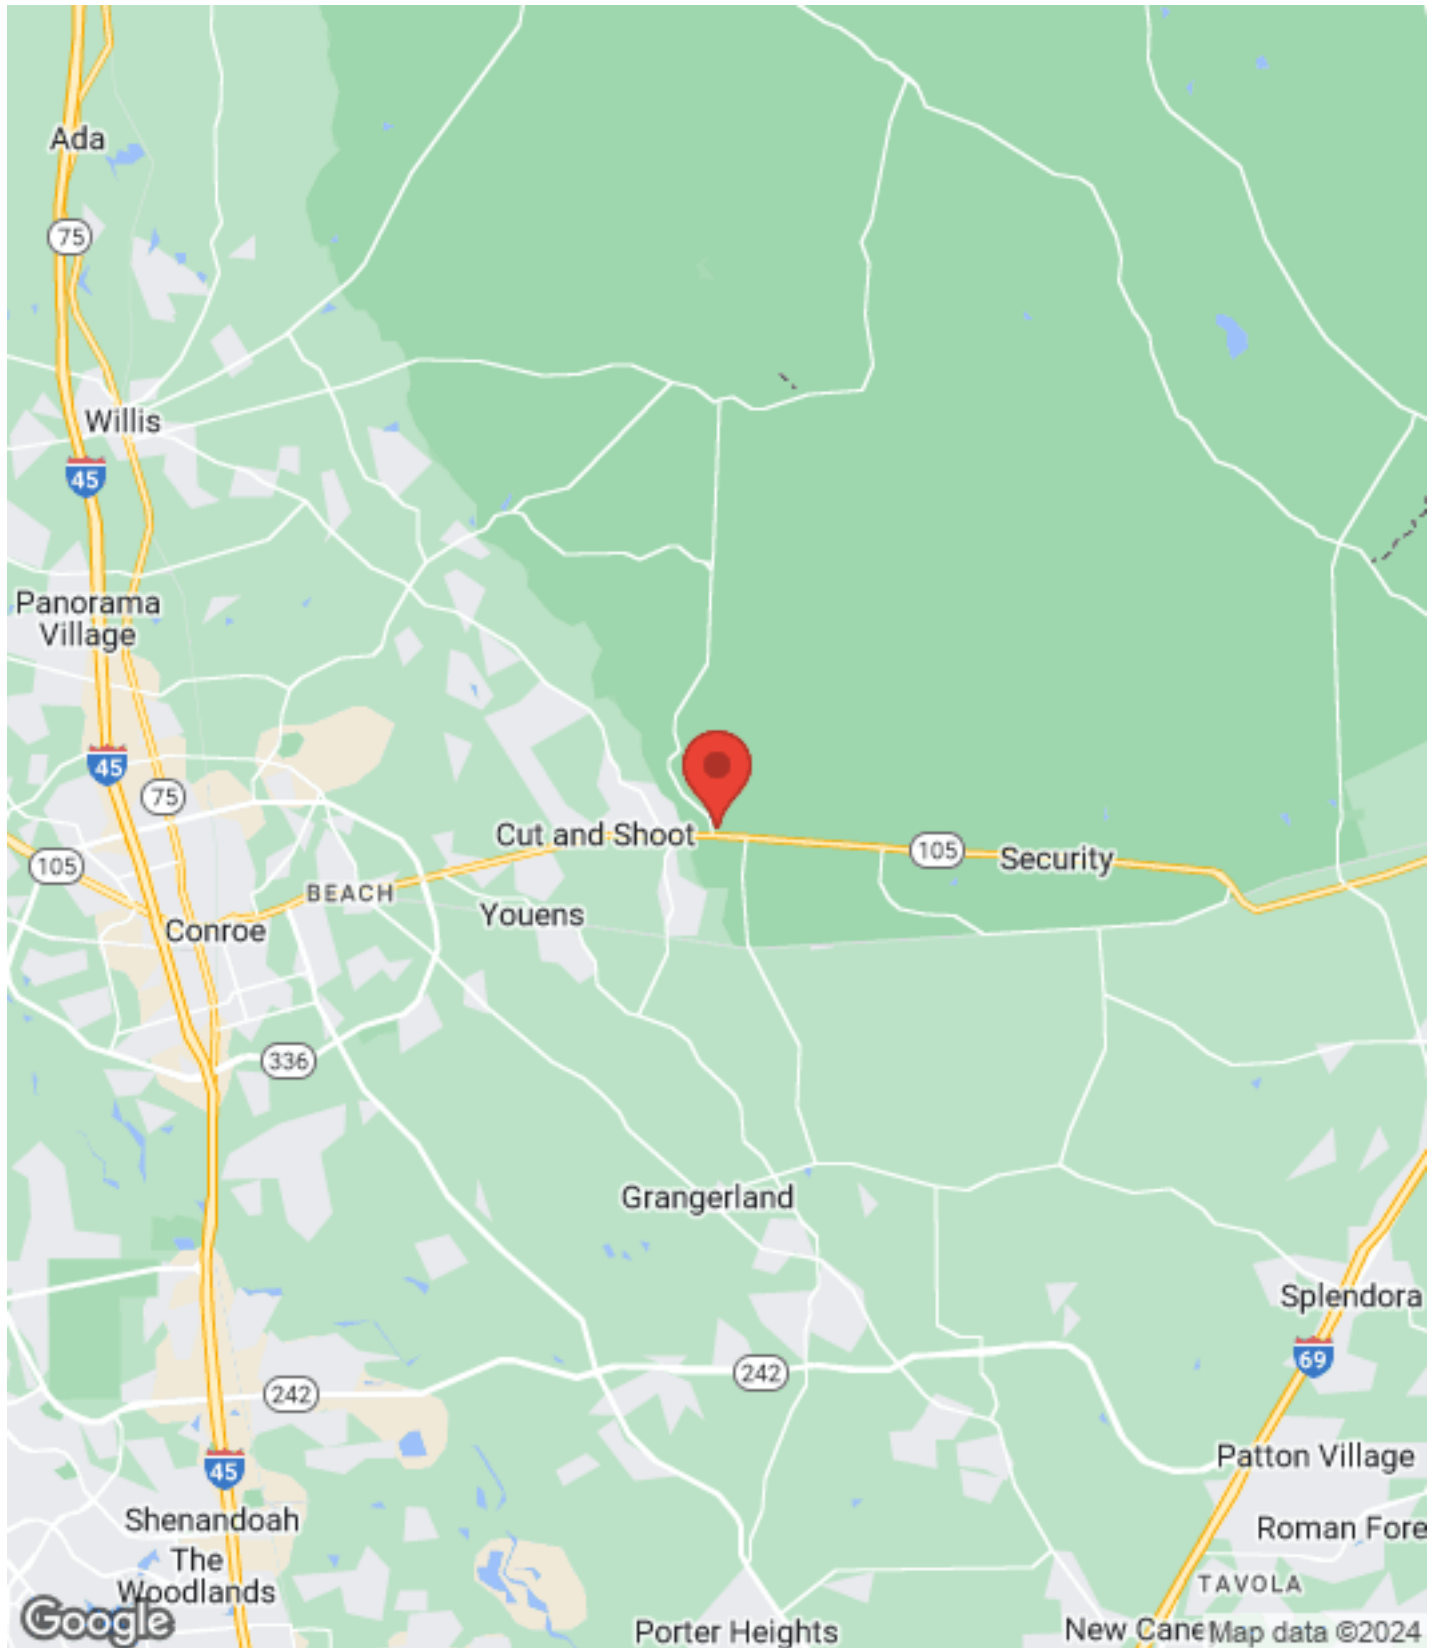 Ada
75
Willis
45
Panorama
Village
45
75
Cut and Shoot
105
Security
105
BEACH
Youens
Conroe
336
Grangerland
Splendora
69
242
242
Patton Village
45
Shenandoah
Roman Fore
The
Woodlands
TAVOLA
Google
Porter Heights
New Cane
Map data ©2024